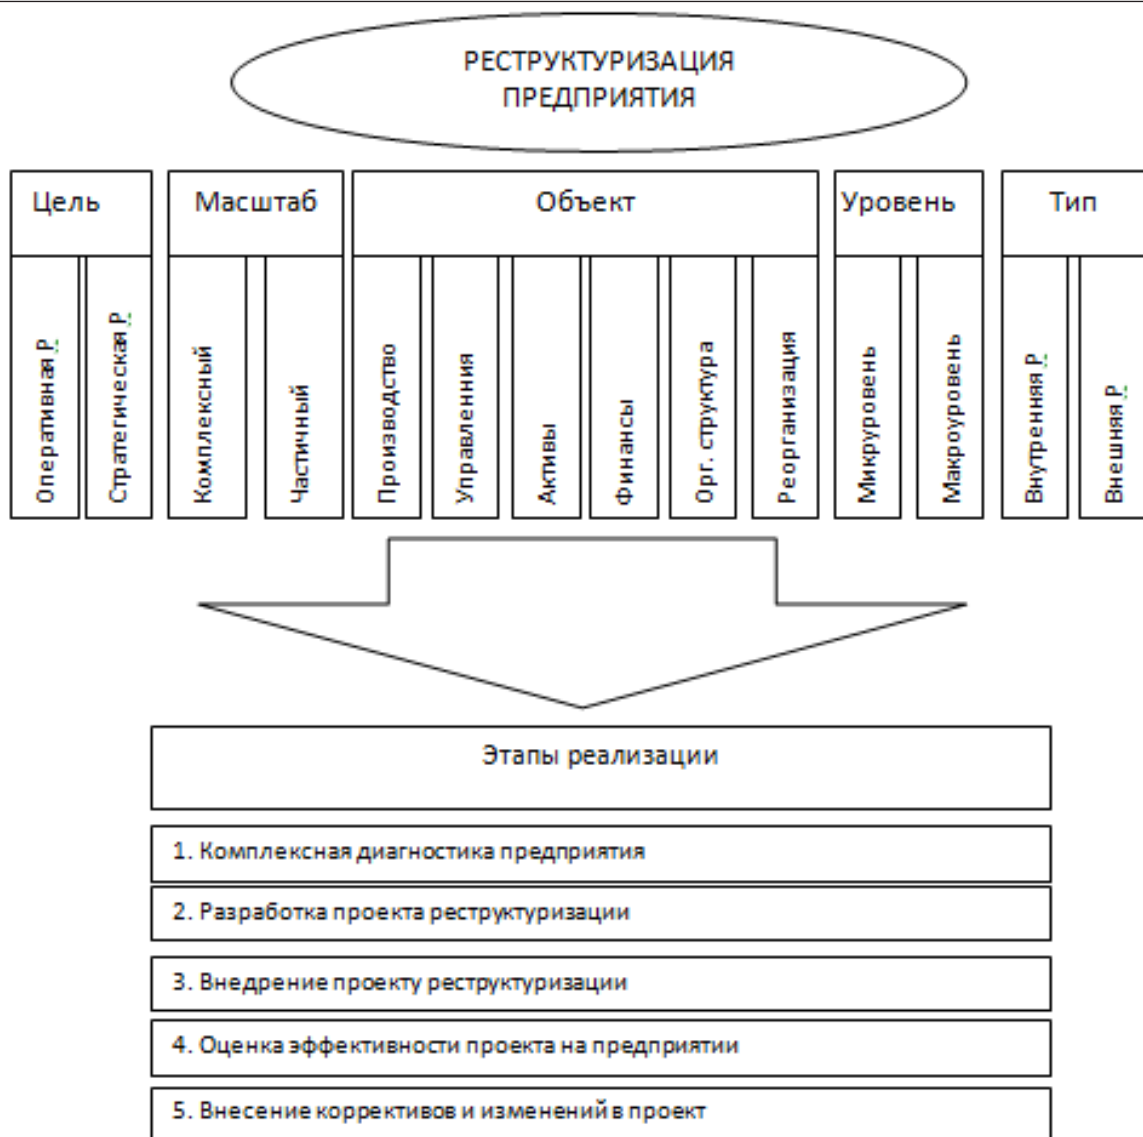 РЕСТРУКТУРИЗАЦИЯ
ПРЕДПРИЯТИЯ
Цель
Масштаб
Объект
Уровень
Тип
Оперативная Р.
Стратегическая Р.
Комплексный
Частичный
Производство
Управленния
Активы
Финансы
Орг. структура
Реорганизация
Микруровень
Макроуровень
Внутренняя Р.
Внешняя Р.
Этапы реализации
1. Комплексная диагностика предприятия
2. Разработка проекта реструктуризации
3. Внедрение проекту реструктуризации
4. Оценка эффективности проекта на предприятии
5. Внесение коррективов и изменений в проект